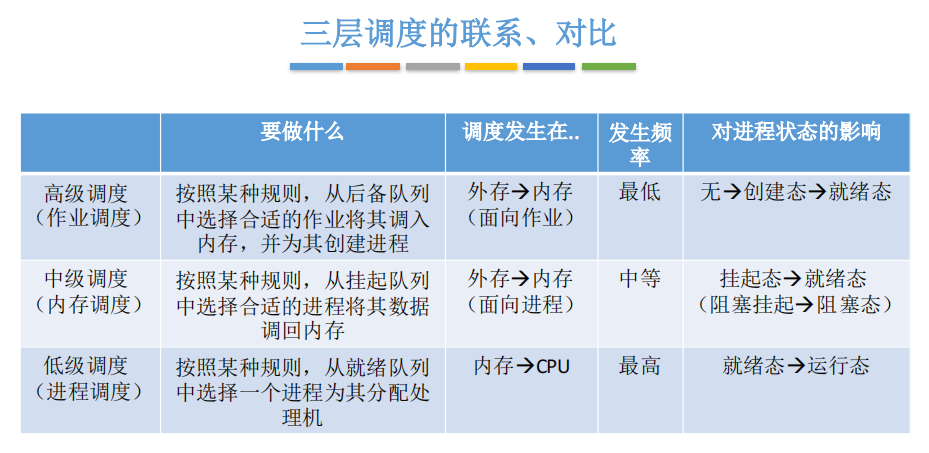 三层调度的联系、对比
要做什么
调度发生在..
发生频
率
对进程状态的影响
高级调度
（作业调度）
按照某种规则，从后备队列
中选择合适的作业将其调入
内存，并为其创建进程
外存→内存
（面向作业）
最低
无→创建态→就绪态
中级调度
（内存调度）
按照某种规则，从挂起队列
中选择合适的进程将其数据
调回内存
外存→内存
（面向进程）
中等
挂起态→就绪态
（阻塞挂起→阻塞态）
低级调度
（进程调度）
按照某种规则，从就绪队列
中选择一个进程为其分配处
理机
内存→CPU
最高
就绪态→运行态